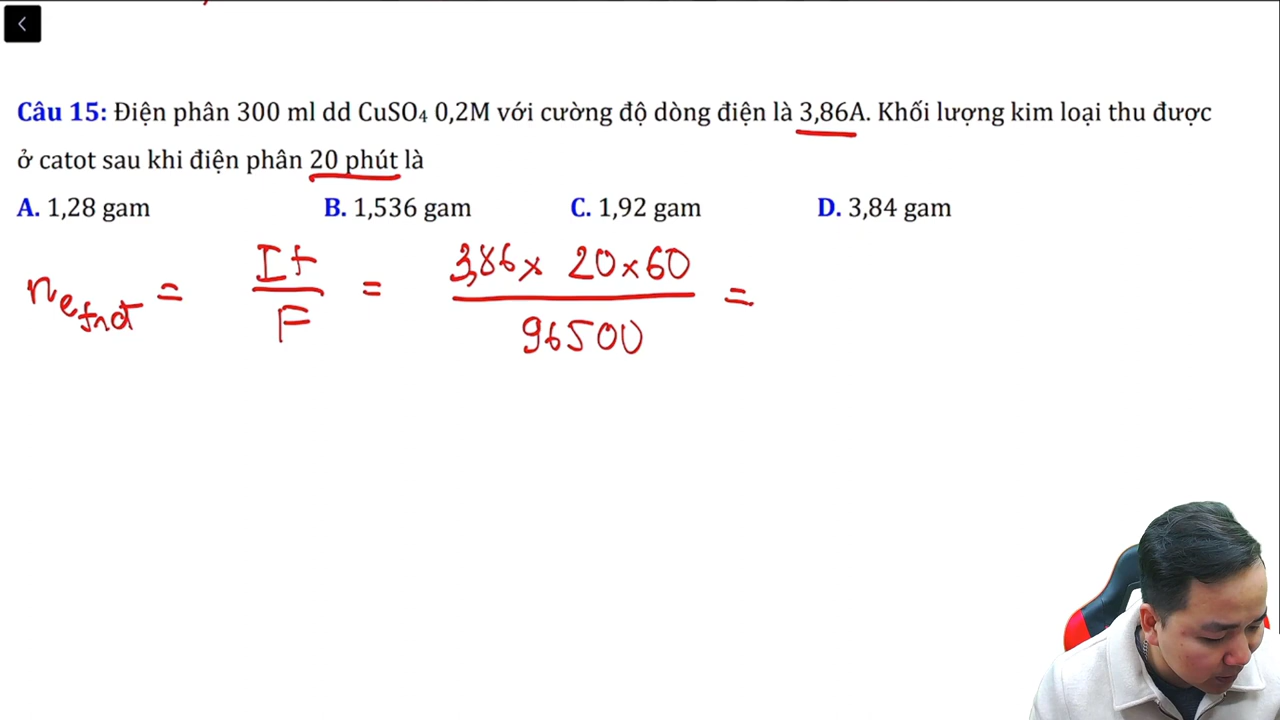 Câu 15: Điện phân 300 ml dd CuSO₄ 0,2M với cường độ dòng điện là 3,86A. Khối lượng kim loại thu được
ở catot sau khi điện phân 20 phút là
A. 1,28 gam B. 1,536 gam C. 1,92 gam D. 3,84 gam
It 3,86 x 20 x 60
n e = = =
F 96500